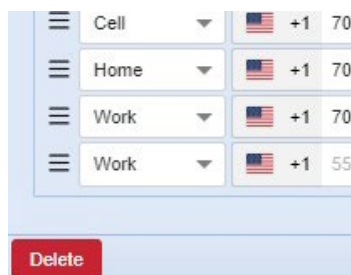 Cell +1 70
Home +1 70
Work +1 70
Work +1 55
Delete